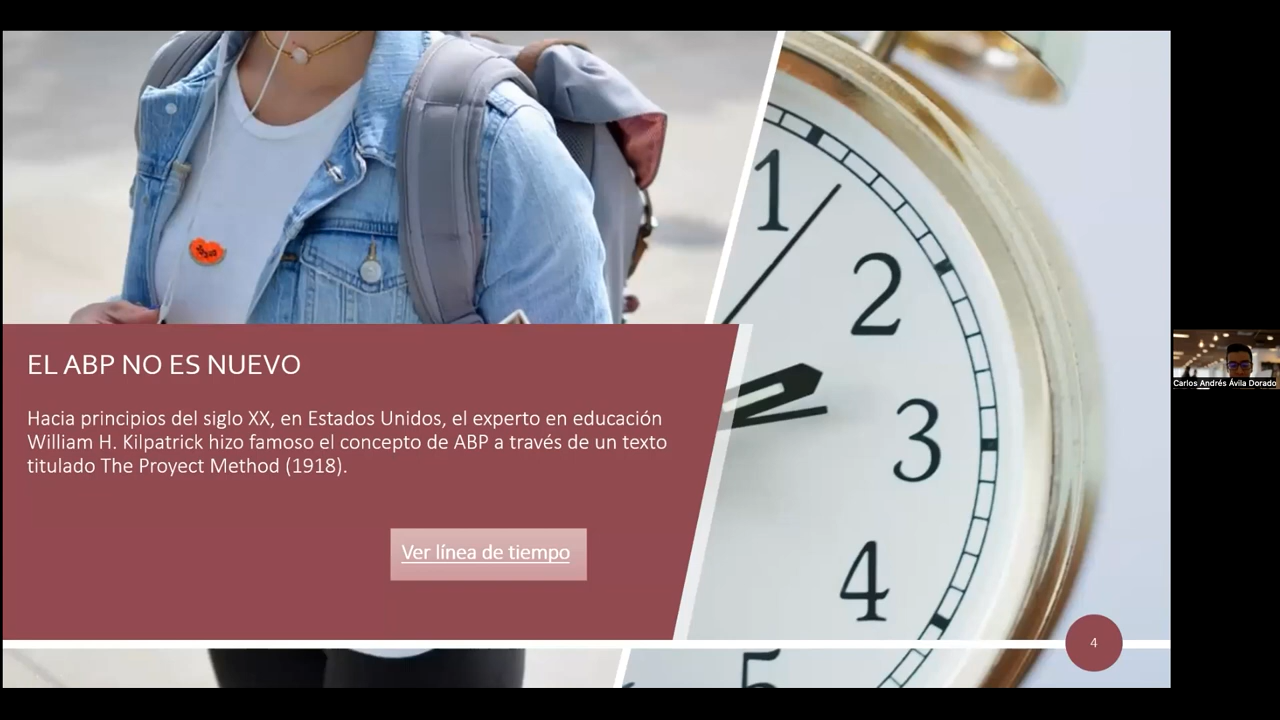 EL ABP NO ES NUEVO
Hacia principios del siglo XX, en Estados Unidos, el experto en educación
William H. Kilpatrick hizo famoso el concepto de ABP a través de un texto
titulado The Proyect Method (1918).
Ver línea de tiempo
1
2
3
4
5
4
Carlos Andrés Ávila Dorado